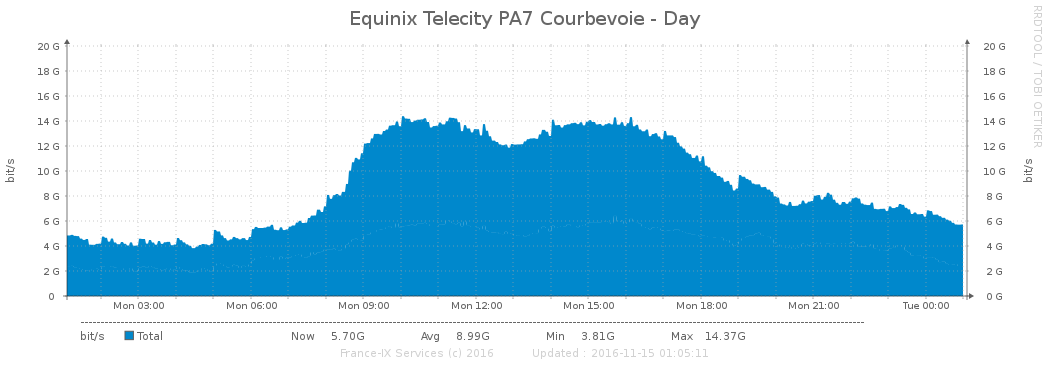 Equinix Telecity PA7 Courbevoie - Day
RRDTOOL / TOBI OETIKER
bit/s
bit/s
20 G 20 G
18 G 18 G
16 G 16 G
14 G 14 G
12 G 12 G
10 G 10 G
8 G 8 G
6 G 6 G
4 G 4 G
2 G 2 G
0 0 G
Mon 03:00 Mon 06:00 Mon 09:00 Mon 12:00 Mon 15:00 Mon 18:00 Mon 21:00 Tue 00:00
bit/s Total Now 5.70G Avg 8.99G Min 3.81G Max 14.37G
France-IX Services (c) 2016 Updated : 2016-11-15 01:05:11